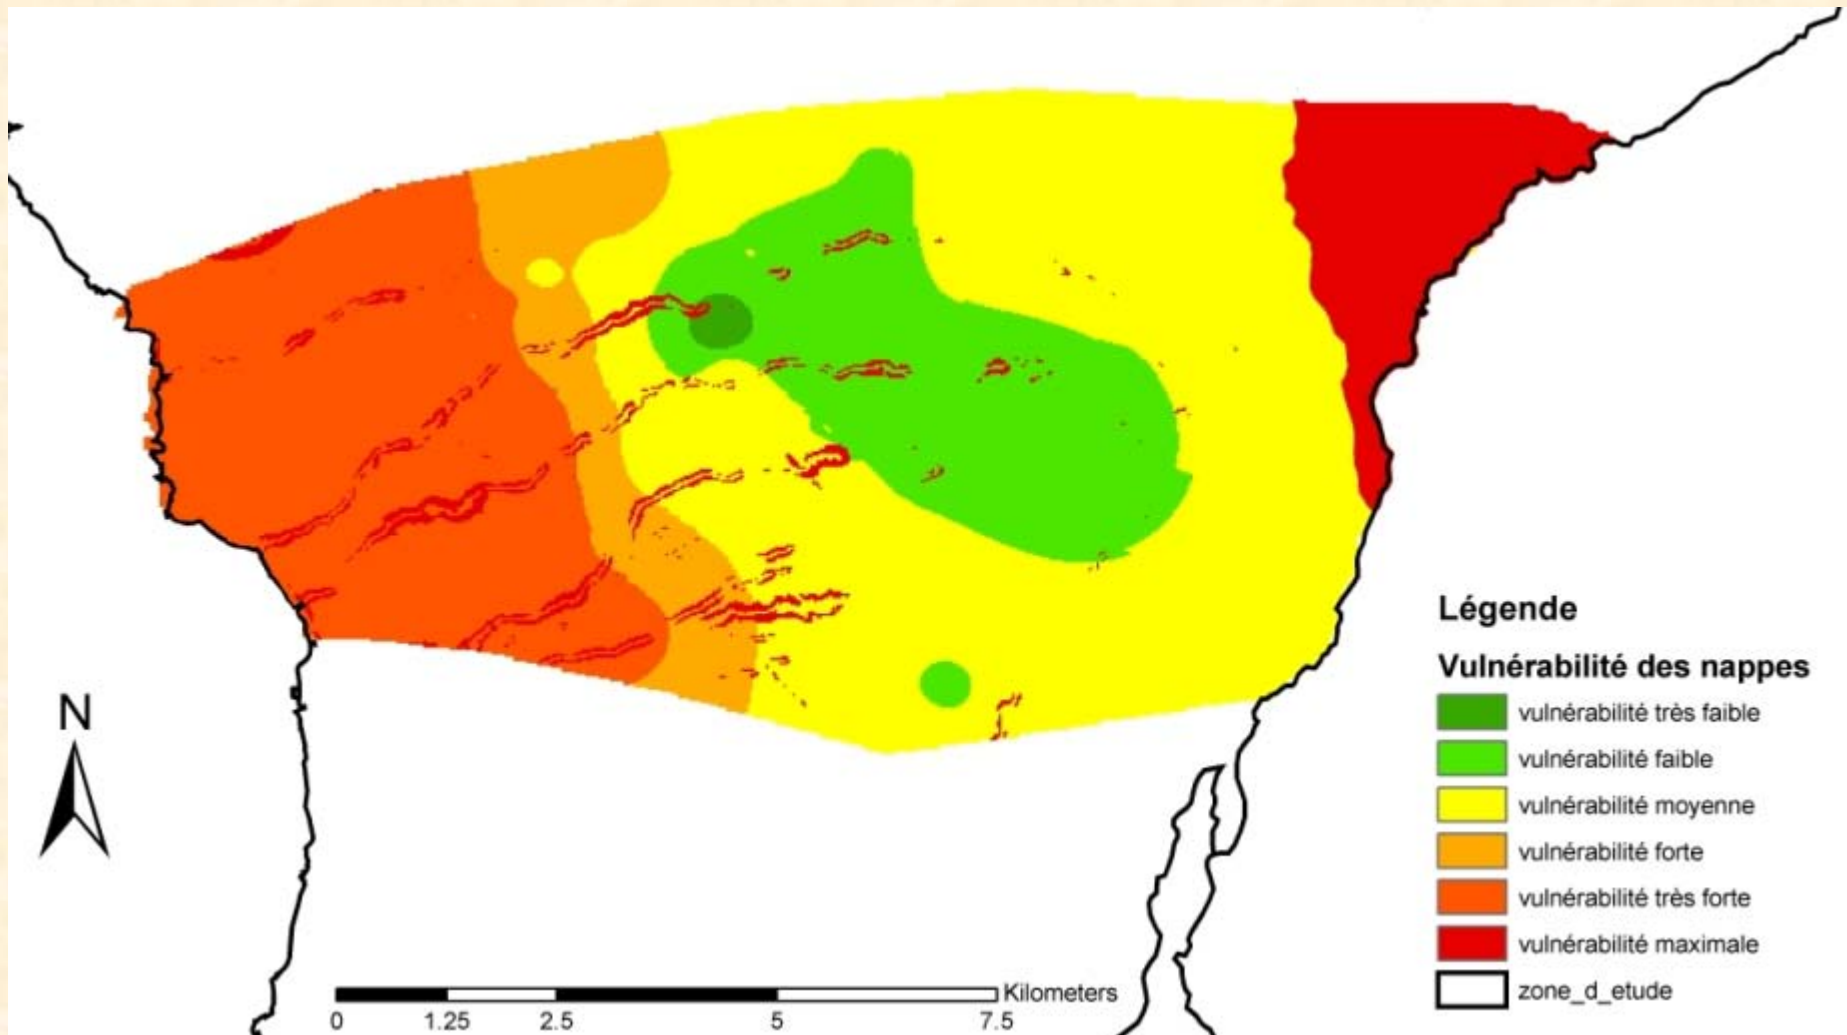 N
Légende
Vulnérabilité des nappes
vulnérabilité très faible
vulnérabilité faible
vulnérabilité moyenne
vulnérabilité forte
vulnérabilité très forte
vulnérabilité maximale
zone_d_etude
Kilometers
0 1.25 2.5 5 7.5